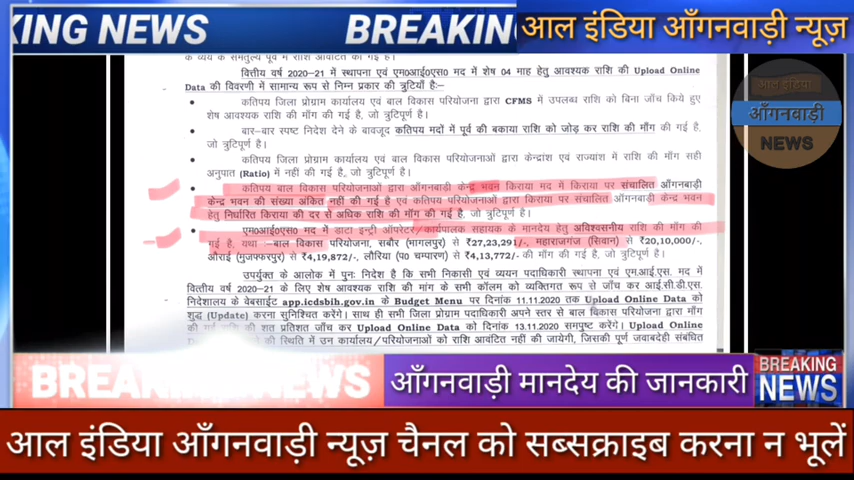 KING NEWS
BREAKING
आल इंडिया आँगनवाड़ी न्यूज़
के व्यय के समतुल्य पूर्व में राशि आवंटित की गई है।
वित्तीय वर्ष 2020-21 में स्थापना एवं एम0आई0एस0 मद में शेष 04 माह हेतु आवश्यक राशि की Upload Online
Data की विवरणी में सामान्य रूप से निम्न प्रकार की त्रुटियाँ है:-
• कतिपय जिला प्रोग्राम कार्यालय एवं बाल विकास परियोजना द्वारा CFMS में उपलब्ध राशि को बिना जाँच किये हुए
शेष आवश्यक राशि की माँग की गई है, जो त्रुटिपूर्ण है।
• बार-बार स्पष्ट निदेश देने के बावजूद कतिपय मदों में पूर्व की बकाया राशि को जोड़ कर राशि की माँग की गई है,
जो त्रुटिपूर्ण है।
• कतिपय जिला प्रोग्राम कार्यालय एवं बाल विकास परियोजनाओं द्वारा केन्द्रांश एवं राज्यांश में राशि की माँग सही
अनुपात (Ratio) में नहीं की गई है, जो त्रुटिपूर्ण है।
• कतिपय बाल विकास परियोजनाओं द्वारा आँगनबाड़ी केन्द्र भवन किराया मद में किराया पर संचालित आँगनबाड़ी
केन्द्र भवन की संख्या अंकित नहीं की गई है एवं कतिपय परियोजनाओं द्वारा किराया पर संचालित आँगनबाड़ी केन्द्र भवन
हेतु निर्धारित किराया की दर से अधिक राशि की माँग की गई है, जो त्रुटिपूर्ण है।
• एम0आई0एस0 मद में डाटा इन्ट्री ऑपरेटर/कार्यपालक सहायक के मानदेय हेतु अविश्वसनीय राशि की माँग की
गई है, यथा :-बाल विकास परियोजना, सबौर (भागलपुर) से ₹27,23,291/-, महाराजगंज (सिवान) से ₹20,10,000/-,
औराई (मुजफ्फरपुर) से ₹4,19,872/-, लौरिया (प0 चम्पारण) से ₹4,13,772/- की माँग की गई है, जो त्रुटिपूर्ण है।
उपर्युक्त के आलोक में पुनः निदेश है कि सभी निकासी एवं व्ययन पदाधिकारी स्थापना एवं एम.आई.एस. मद में
वित्तीय वर्ष 2020-21 के लिए शेष आवश्यक राशि की मांग के सभी कॉलम को व्यक्तिगत रूप से जाँच कर आई.सी.डी.एस.
निदेशालय के वेबसाईट app.icdsbih.gov.in के Budget Menu पर दिनांक 11.11.2020 तक Upload Online Data को
शुद्ध (Update) करना सुनिश्चित करेंगे। साथ ही सभी जिला प्रोग्राम पदाधिकारी अपने स्तर से बाल विकास परियोजना द्वारा माँग
की गई राशि की शत प्रतिशत जाँच कर Upload Online Data को दिनांक 13.11.2020 समपुष्ट करेंगे। Upload Online
की स्थिति में उन कार्यालय/परियोजनाओं को राशि आवंटित नहीं की जायेगी, जिसकी पूर्ण जवाबदेही संबंधित
आल इंडिया
आँगनवाड़ी
NEWS
BREAKING NEWS
आँगनवाड़ी मानदेय की जानकारी
BREAKING
NEWS
आल इंडिया आँगनवाड़ी न्यूज़ चैनल को सब्सक्राइब करना न भूलें